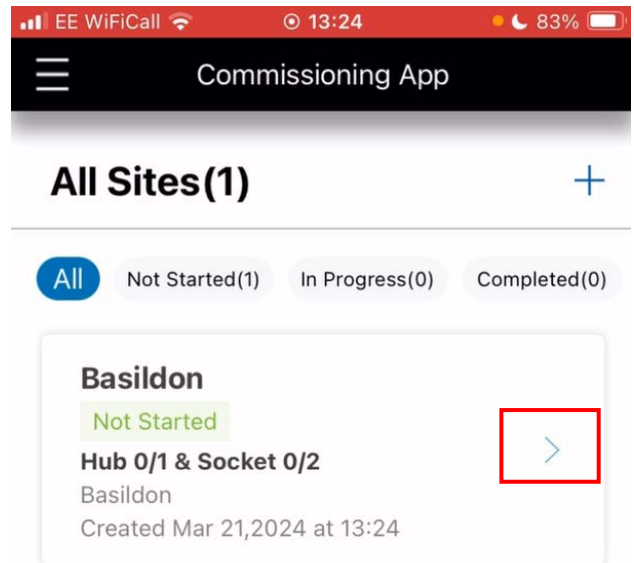 EE WiFiCall 13:24 83%
Commissioning App
All Sites(1)
All Not Started(1) In Progress(0) Completed(0)
Basildon
Not Started
Hub 0/1 & Socket 0/2
Basildon
Created Mar 21,2024 at 13:24